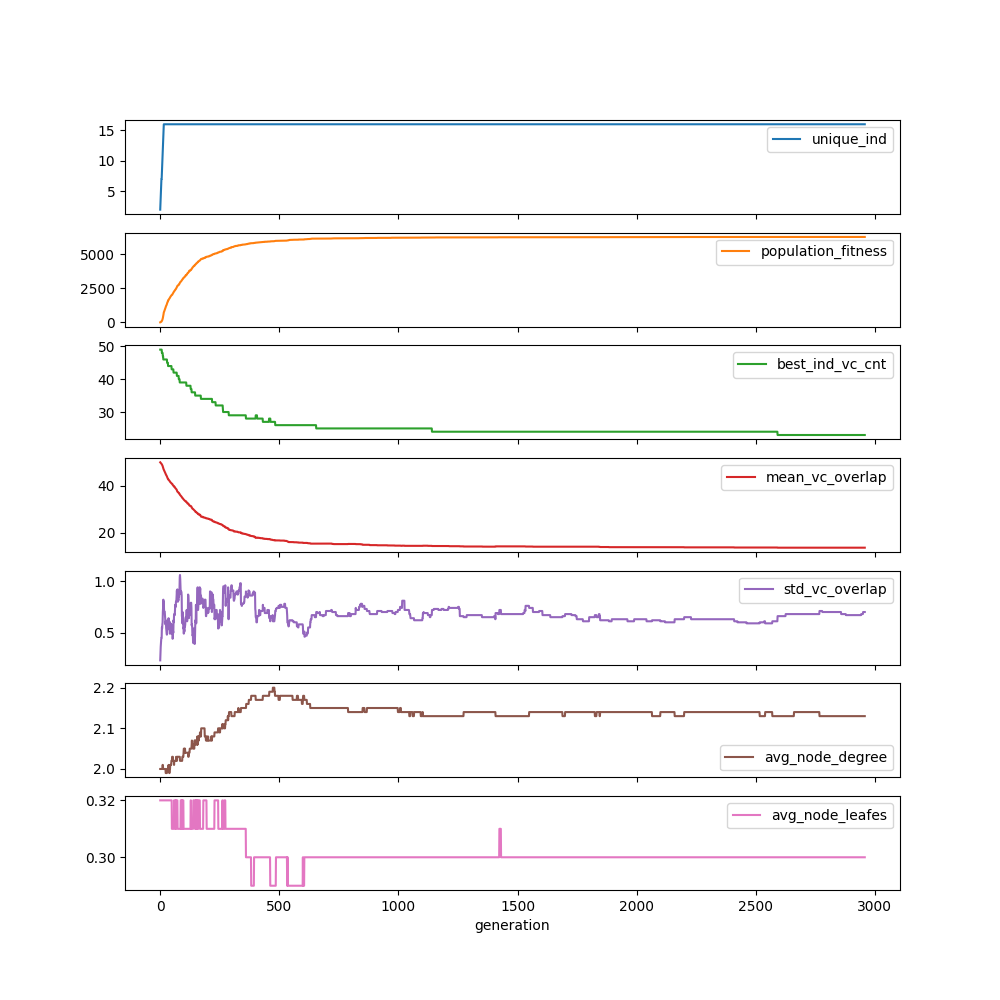 15
10
5
unique_ind
5000
2500
0
population_fitness
50
40
30
best_ind_vc_cnt
40
20
mean_vc_overlap
1.0
0.5
std_vc_overlap
2.2
2.1
2.0
avg_node_degree
0.32
0.30
avg_node_leafes
0 500 1000 1500 2000 2500 3000
generation